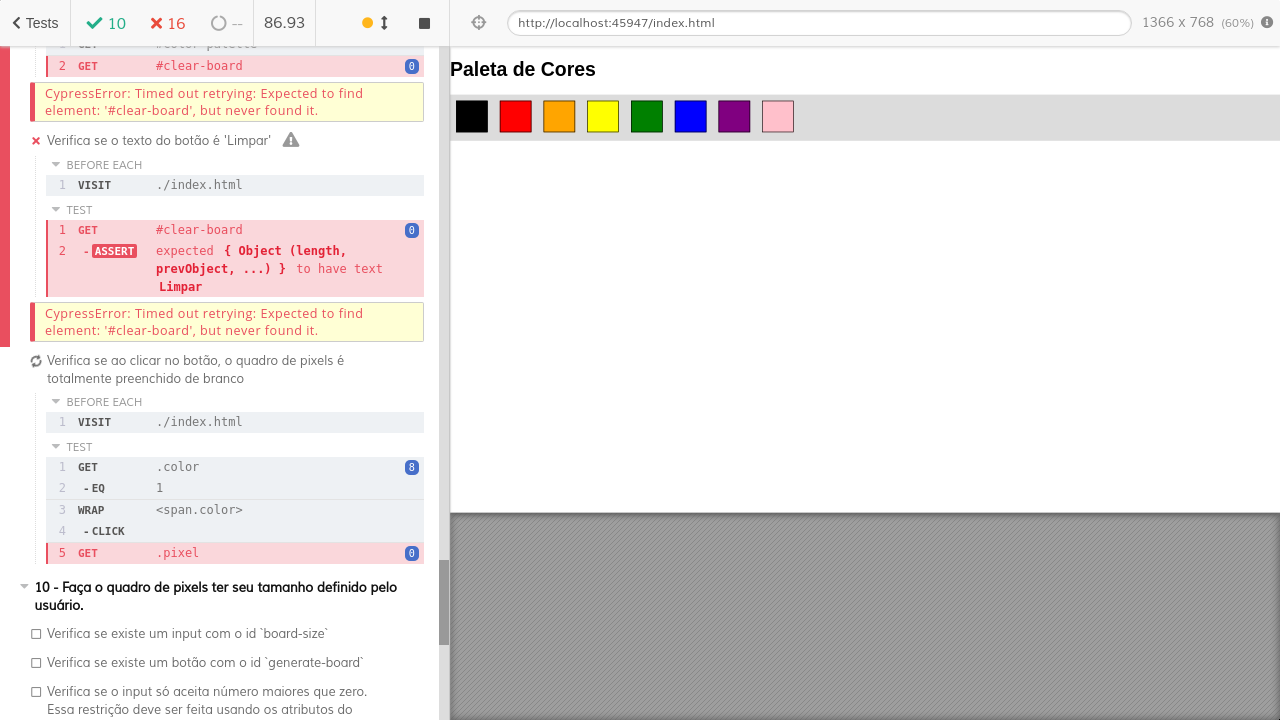 Tests
10
16
--
86.93
http://localhost:45947/index.html
1366 x 768 (60%)
1 GET #color-palette
2 GET #clear-board 0
CypressError: Timed out retrying: Expected to find
element: '#clear-board', but never found it.
Verifica se o texto do botão é 'Limpar'
BEFORE EACH
1 VISIT ./index.html
TEST
1 GET #clear-board 0
2 - ASSERT expected { Object (length,
prevObject, ...) } to have text
Limpar
CypressError: Timed out retrying: Expected to find
element: '#clear-board', but never found it.
Verifica se ao clicar no botão, o quadro de pixels é
totalmente preenchido de branco
BEFORE EACH
1 VISIT ./index.html
TEST
1 GET .color 8
2 - EQ 1
3 WRAP <span.color>
4 - CLICK
5 GET .pixel 0
10 - Faça o quadro de pixels ter seu tamanho definido pelo
usuário.
Verifica se existe um input com o id `board-size`
Verifica se existe um botão com o id `generate-board`
Verifica se o input só aceita número maiores que zero.
Essa restrição deve ser feita usando os atributos do
Paleta de Cores